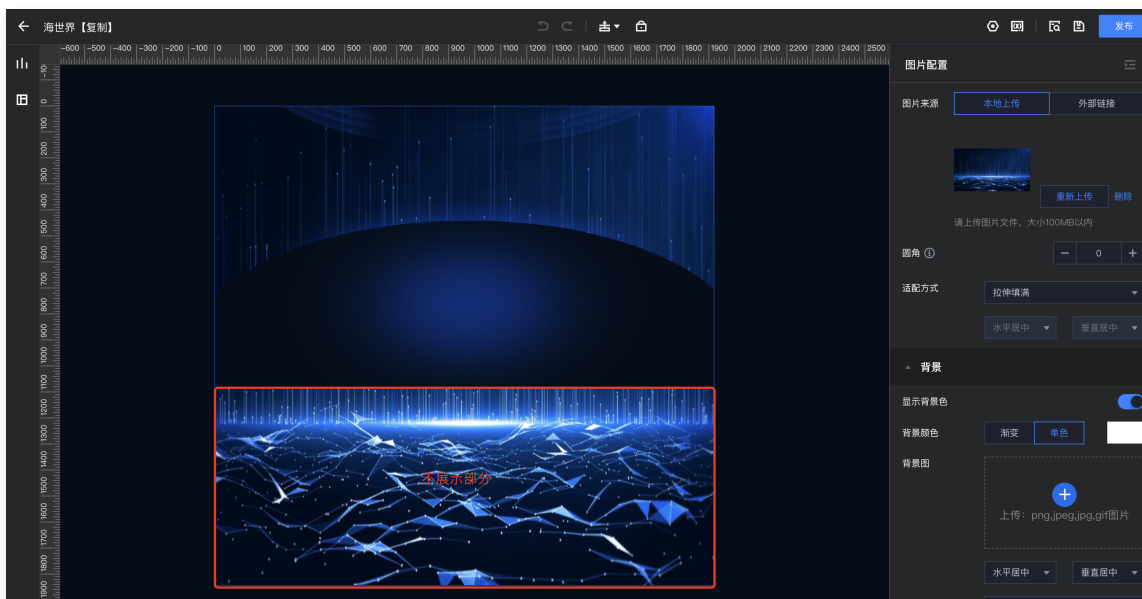 海世界【复制】
发布
-600 -500 -400 -300 -200 -100 0 100 200 300 400 500 600 700 800 900 1000 1100 1200 1300 1400 1500 1600 1700 1800 1900 2000 2100 2200 2300 2400 2500
-10
0
100
200
300
400
500
600
700
800
900
1000
1100
1200
1300
1400
1500
1600
1700
1800
1900
不展示部分
图片配置
图片来源 本地上传 外部链接
重新上传 删除
请上传图片文件，大小100MB以内
圆角 0
适配方式 拉伸填满
水平居中 垂直居中
背景
显示背景色
背景颜色 渐变 单色
背景图
上传：png,jpeg,jpg,gif图片
水平居中 垂直居中